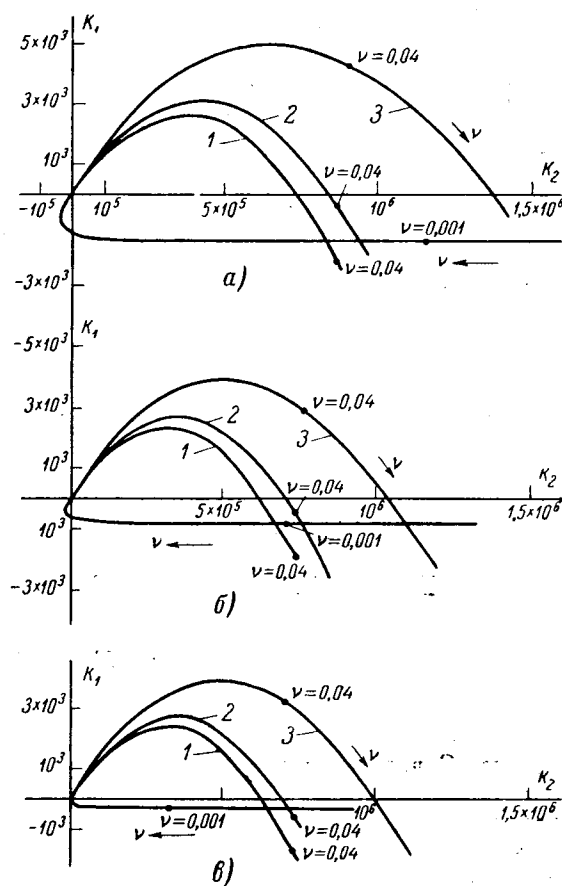 K₁
5×10³
ν=0,04
3×10³
2
3
ν
1
10³
ν=0,04
K₂
-10⁵
10⁵
5×10⁵
10⁶
1,5×10⁶
ν=0,001
ν=0,04
ν
-3×10³
а)
-5×10³
K₁
3×10³
ν=0,04
2
1
3
10³
ν
ν=0,04
K₂
5×10⁵
10⁶
1,5×10⁶
10³
ν
ν=0,001
ν=0,04
-3×10³
б)
K₁
3×10³
ν=0,04
2
1
3
ν
10³
K₂
10⁶
1,5×10⁶
-10³
ν=0,001
ν=0,04
ν
ν=0,04
в)